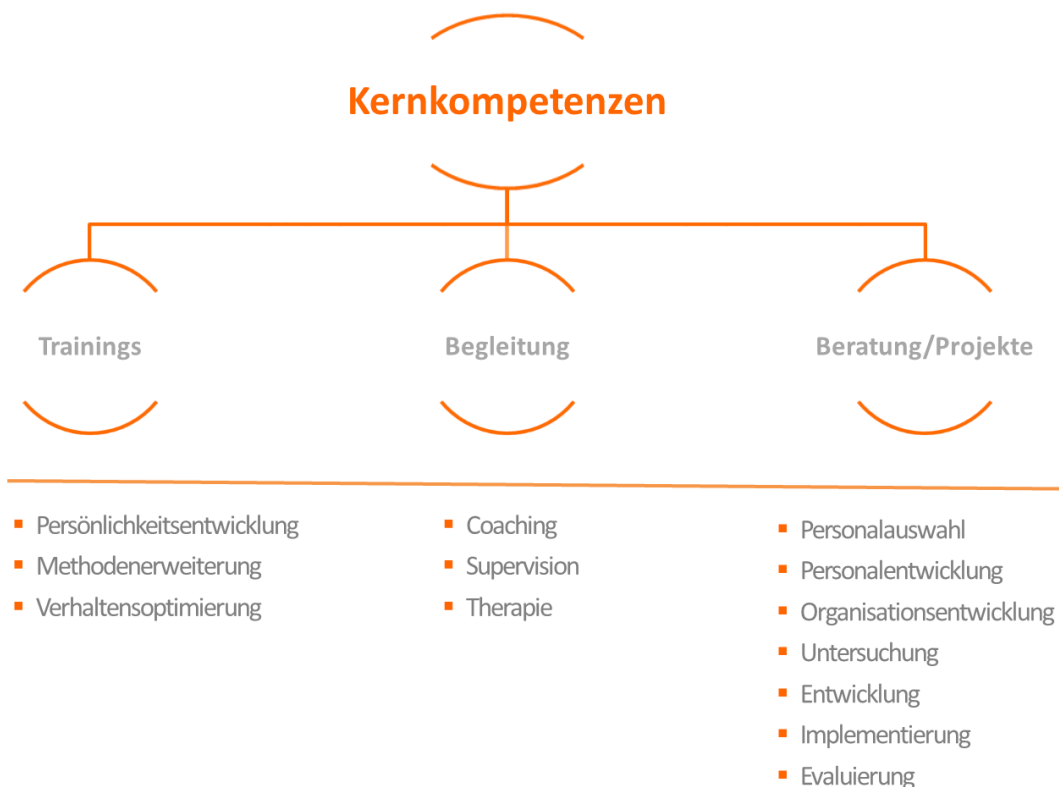 Kernkompetenzen
Trainings
Begleitung
Beratung/Projekte
Persönlichkeitsentwicklung
Methodenerweiterung
Verhaltensoptimierung
Coaching
Supervision
Therapie
Personalauswahl
Personalentwicklung
Organisationsentwicklung
Untersuchung
Entwicklung
Implementierung
Evaluierung